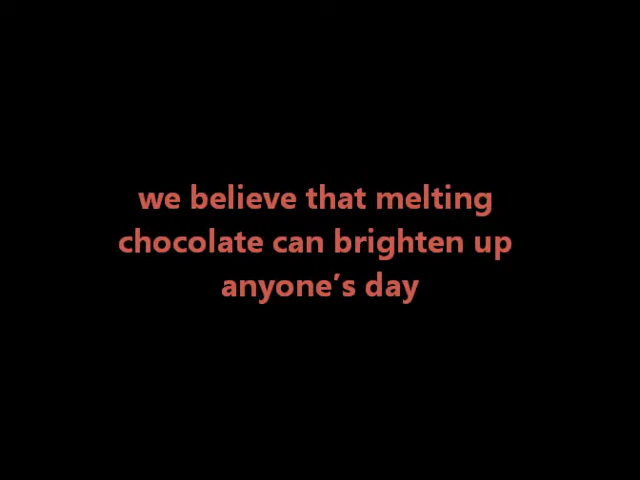 we believe that melting
chocolate can brighten up
anyone’s day